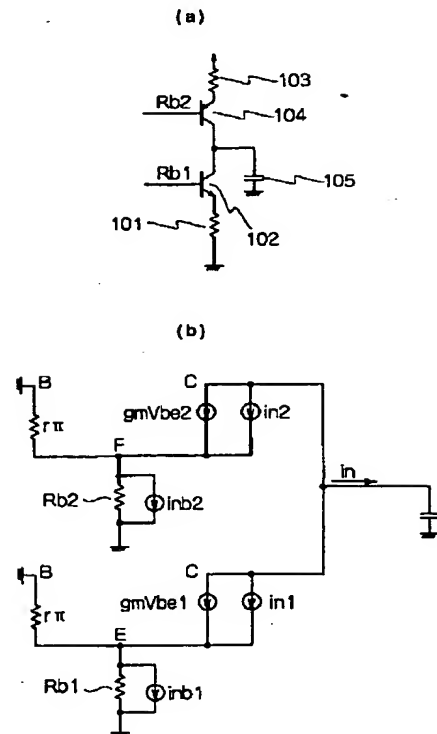 (a)
103
Rb2
104
Rb1
105
101
102
(b)
B
C
gmVbe2
in2
rπ
F
in
Rb2
inb2
B
C
gmVbe1
in1
rπ
E
Rb1
inb1